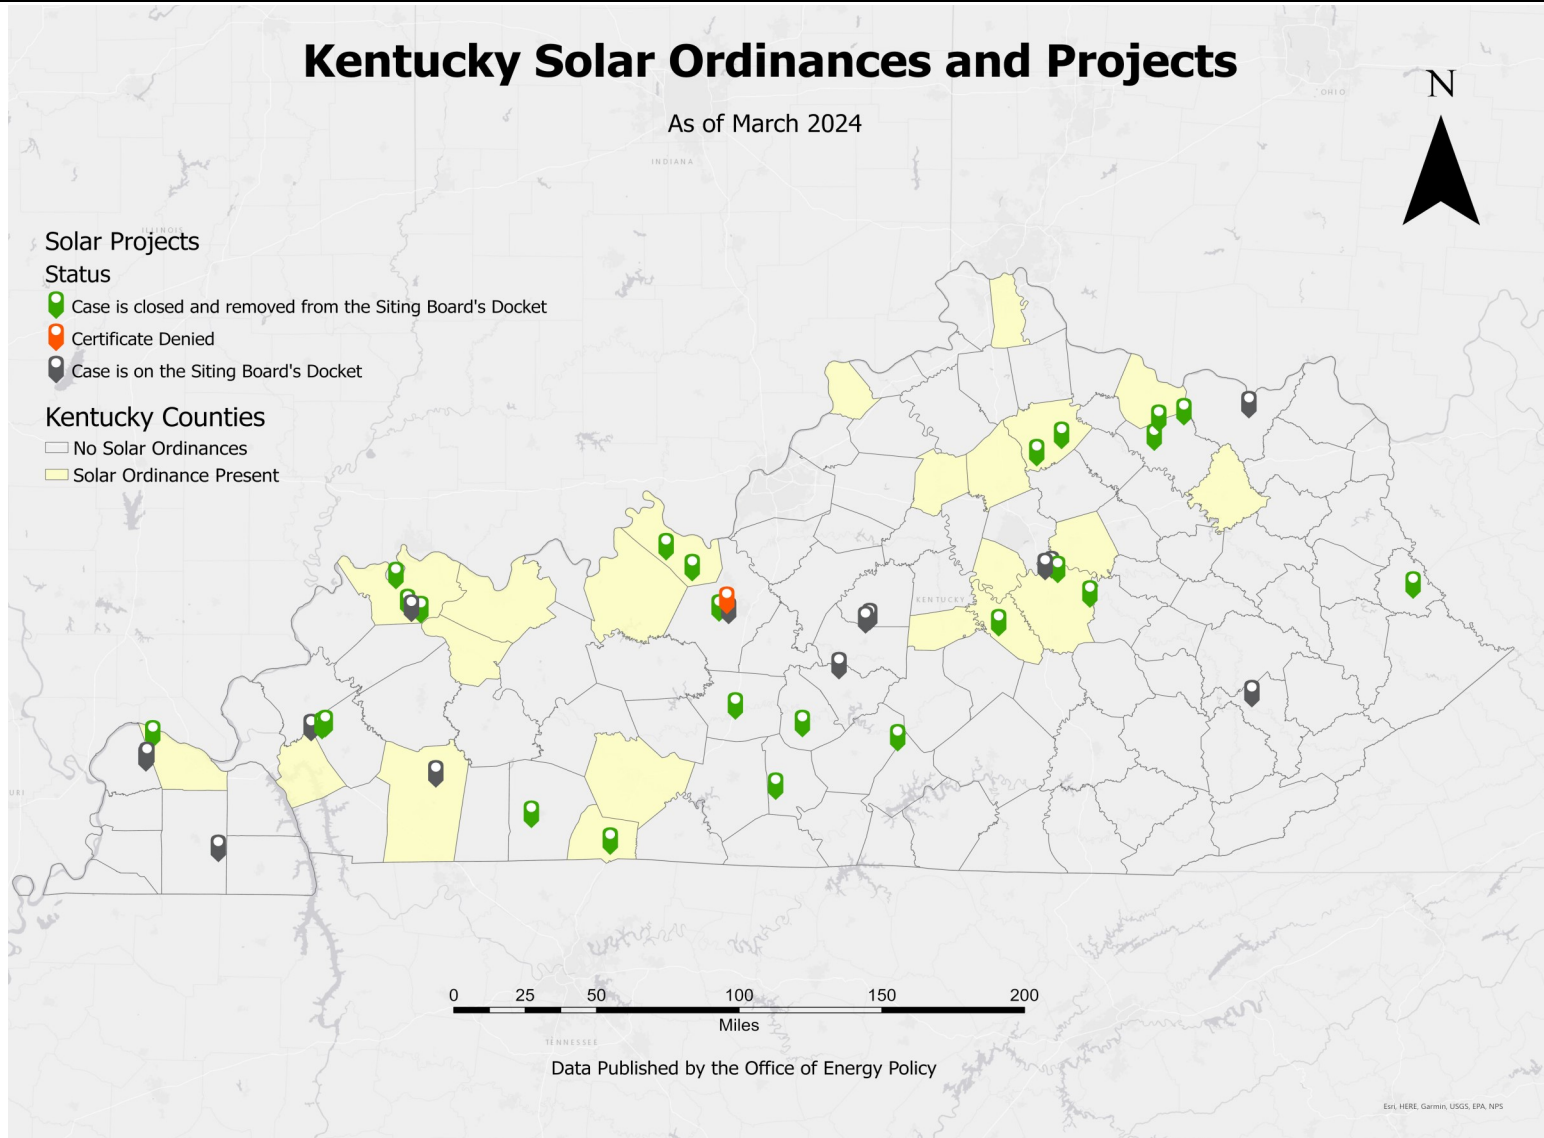 Kentucky Solar Ordinances and Projects
As of March 2024
N
OHIO
INDIANA
ILLINOIS
Solar Projects
Status
Case is closed and removed from the Siting Board's Docket
Certificate Denied
Case is on the Siting Board's Docket
Kentucky Counties
No Solar Ordinances
Solar Ordinance Present
KENTUCKY
URI
0 25 50 100 150 200
Miles
TENNESSEE
Data Published by the Office of Energy Policy
Esri, HERE, Garmin, USGS, EPA, NPS